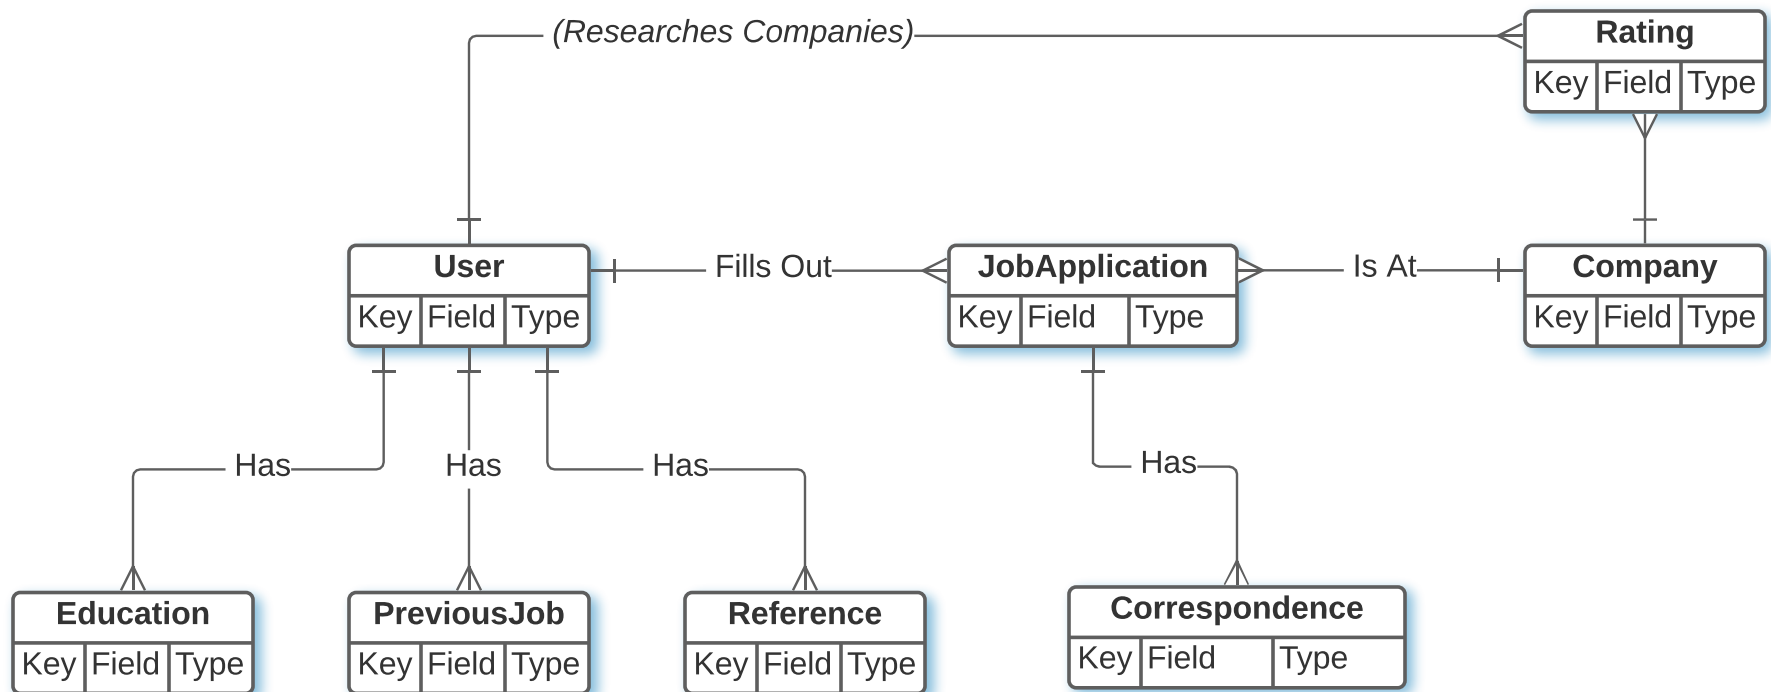 (Researches Companies)
Rating
Key Field Type
User
Key Field Type
Fills Out
JobApplication
Key Field Type
Is At
Company
Key Field Type
Has
Has
Has
Has
Education
Key Field Type
PreviousJob
Key Field Type
Reference
Key Field Type
Correspondence
Key Field Type